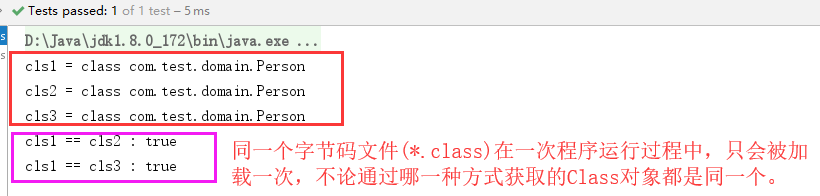 Tests passed: 1 of 1 test – 5 ms
D:\Java\jdk1.8.0_172\bin\java.exe ...
cls1 = class com.test.domain.Person
cls2 = class com.test.domain.Person
cls3 = class com.test.domain.Person
cls1 == cls2 : true
cls1 == cls3 : true
同一个字节码文件(*.class)在一次程序运行过程中，只会被加
载一次，不论通过哪一种方式获取的Class对象都是同一个。